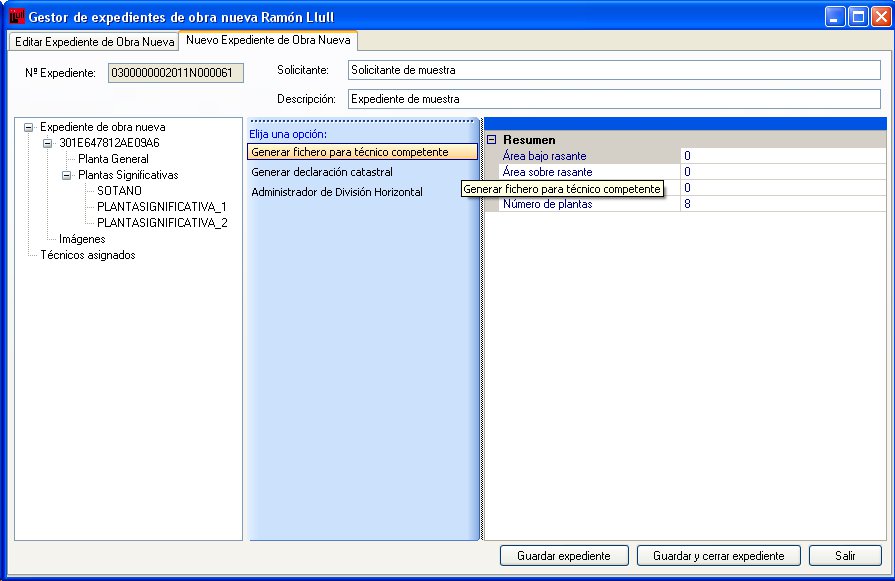 Gestor de expedientes de obra nueva Ramón Llull
Editar Expediente de Obra Nueva
Nuevo Expediente de Obra Nueva
Nº Expediente:
0300000002011N000061
Solicitante:
Solicitante de muestra
Descripción:
Expediente de muestra
Expediente de obra nueva
301E647812AE09A6
Planta General
Plantas Significativas
SOTANO
PLANTASIGNIFICATIVA_1
PLANTASIGNIFICATIVA_2
Imágenes
Técnicos asignados
Elija una opción:
Generar fichero para técnico competente
Generar declaración catastral
Administrador de División Horizontal
Resumen
Área bajo rasante 0
Área sobre rasante 0
Generar fichero para técnico competente
0
Número de plantas 8
Guardar expediente
Guardar y cerrar expediente
Salir